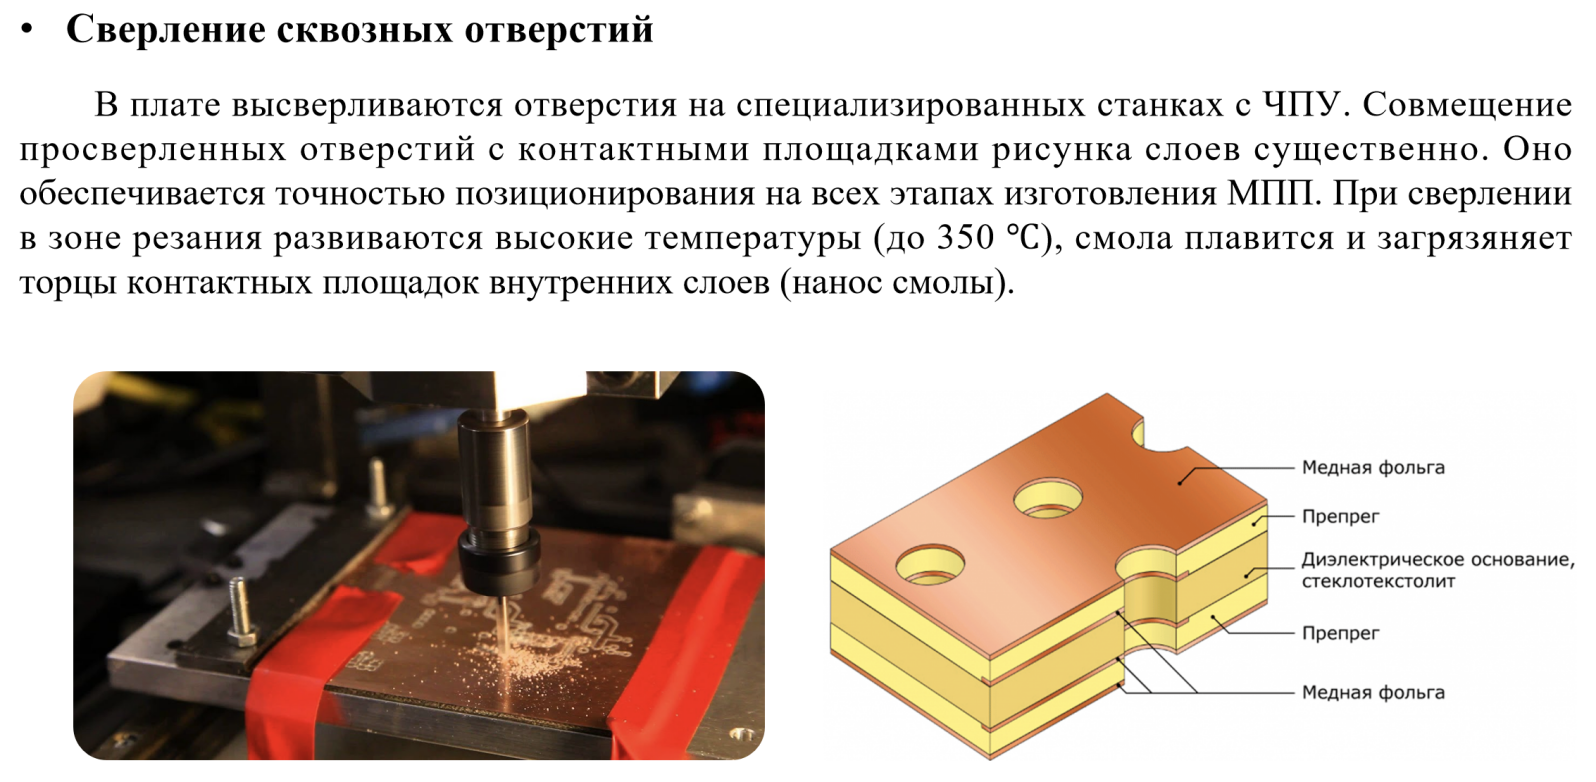 • Сверление сквозных отверстий
В плате высверливаются отверстия на специализированных станках с ЧПУ. Совмещение
просверленных отверстий с контактными площадками рисунка слоев существенно. Оно
обеспечивается точностью позиционирования на всех этапах изготовления МПП. При сверлении
в зоне резания развиваются высокие температуры (до 350 ℃), смола плавится и загрязяняет
торцы контактных площадок внутренних слоев (нанос смолы).
Медная фольга
Препрег
Диэлектрическое основание,
стеклотекстолит
Препрег
Медная фольга